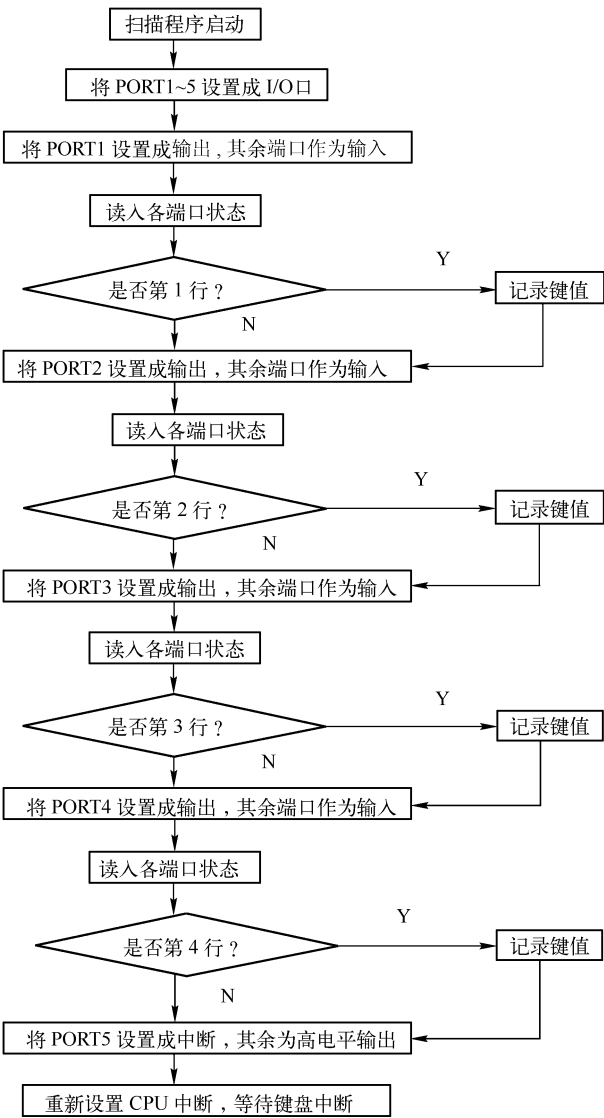 扫描程序启动
将 PORT1~5 设置成 I/O口
将 PORT1 设置成输出 , 其余端口作为输入
读入各端口状态
是否第 1 行 ?
Y
记录键值
N
将 PORT2 设置成输出 , 其余端口作为输入
读入各端口状态
是否第 2 行 ?
Y
记录键值
N
将 PORT3 设置成输出 , 其余端口作为输入
读入各端口状态
是否第 3 行 ?
Y
记录键值
N
将 PORT4 设置成输出 , 其余端口作为输入
读入各端口状态
是否第 4 行 ?
Y
记录键值
N
将 PORT5 设置成中断 , 其余为高电平输出
重新设置 CPU 中断 , 等待键盘中断